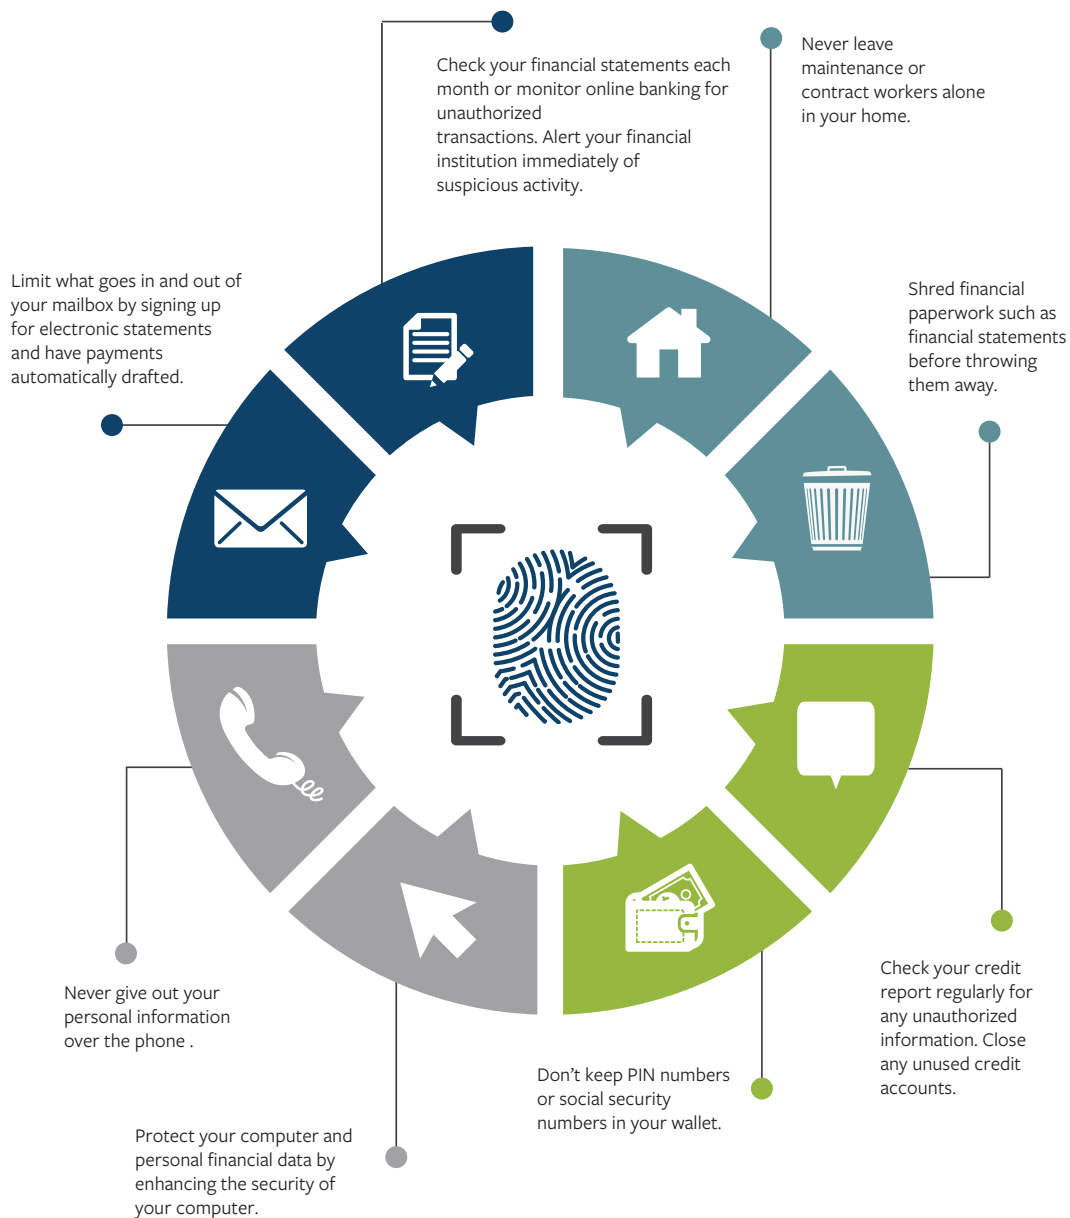 Check your financial statements each
month or monitor online banking for
unauthorized
transactions. Alert your financial
institution immediately of
suspicious activity.
Never leave
maintenance or
contract workers alone
in your home.
Limit what goes in and out of
your mailbox by signing up
for electronic statements
and have payments
automatically drafted.
Shred financial
paperwork such as
financial statements
before throwing
them away.
Never give out your
personal information
over the phone .
Check your credit
report regularly for
any unauthorized
information. Close
any unused credit
accounts.
Don’t keep PIN numbers
or social security
numbers in your wallet.
Protect your computer and
personal financial data by
enhancing the security of
your computer.